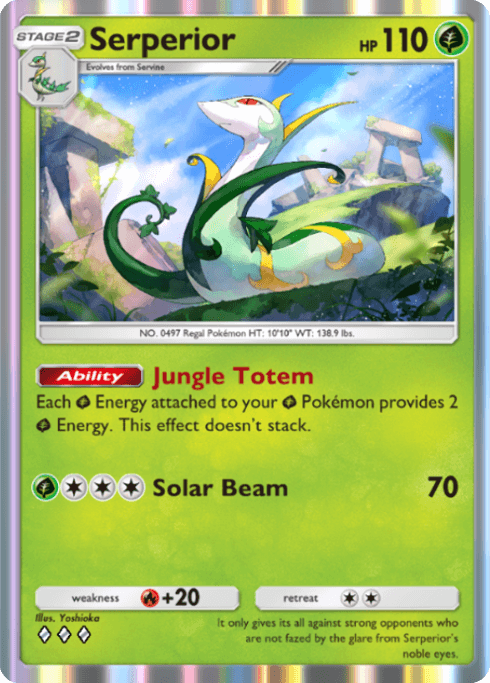 STAGE2 Serperior HP 110
Evolves from Servine
NO. 0497 Regal Pokémon HT: 10'10" WT: 138.9 lbs.
Ability Jungle Totem
Each Energy attached to your Pokémon provides 2
Energy. This effect doesn't stack.
Solar Beam 70
weakness +20 retreat
Illus. Yoshioka
It only gives its all against strong opponents who
are not fazed by the glare from Serperior's
noble eyes.